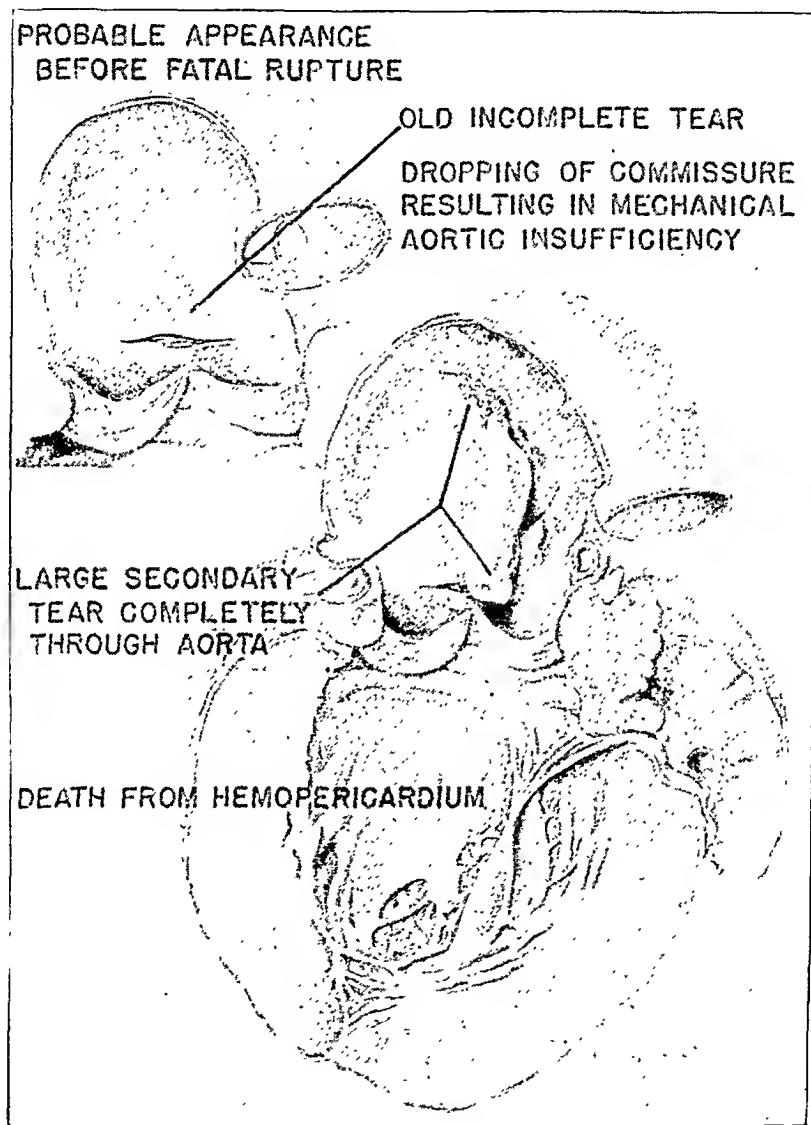 PROBABLE APPEARANCE
BEFORE FATAL RUPTURE
OLD INCOMPLETE TEAR
DROPPING OF COMMISSURE
RESULTING IN MECHANICAL
AORTIC INSUFFICIENCY
LARGE SECONDARY
TEAR COMPLETELY
THROUGH AORTA
DEATH FROM HEMOPERICARDIUM